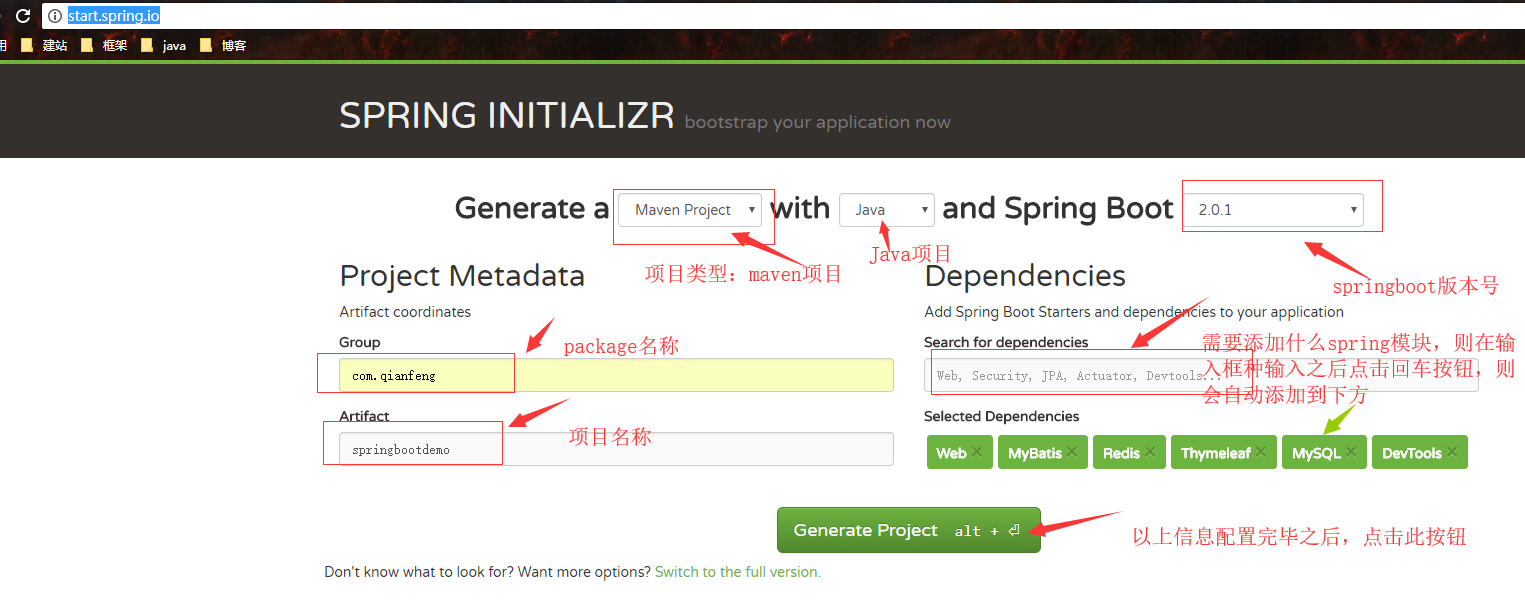 start.spring.io
用 建站 框架 java 博客
SPRING INITIALIZR bootstrap your application now
Generate a Maven Project with Java and Spring Boot 2.0.1
Java项目
项目类型：maven项目
springboot版本号
Project Metadata
Artifact coordinates
Group
package名称
com.qianfeng
Artifact
项目名称
springbootdemo
Dependencies
Add Spring Boot Starters and dependencies to your application
Search for dependencies
Web, Security, JPA, Actuator, Devtools...
需要添加什么spring模块，则在输
入框种输入之后点击回车按钮，则
会自动添加到下方
Selected Dependencies
Web × MyBatis × Redis × Thymeleaf × MySQL × DevTools ×
Generate Project alt + ⏎
以上信息配置完毕之后，点击此按钮
Don't know what to look for? Want more options? Switch to the full version.